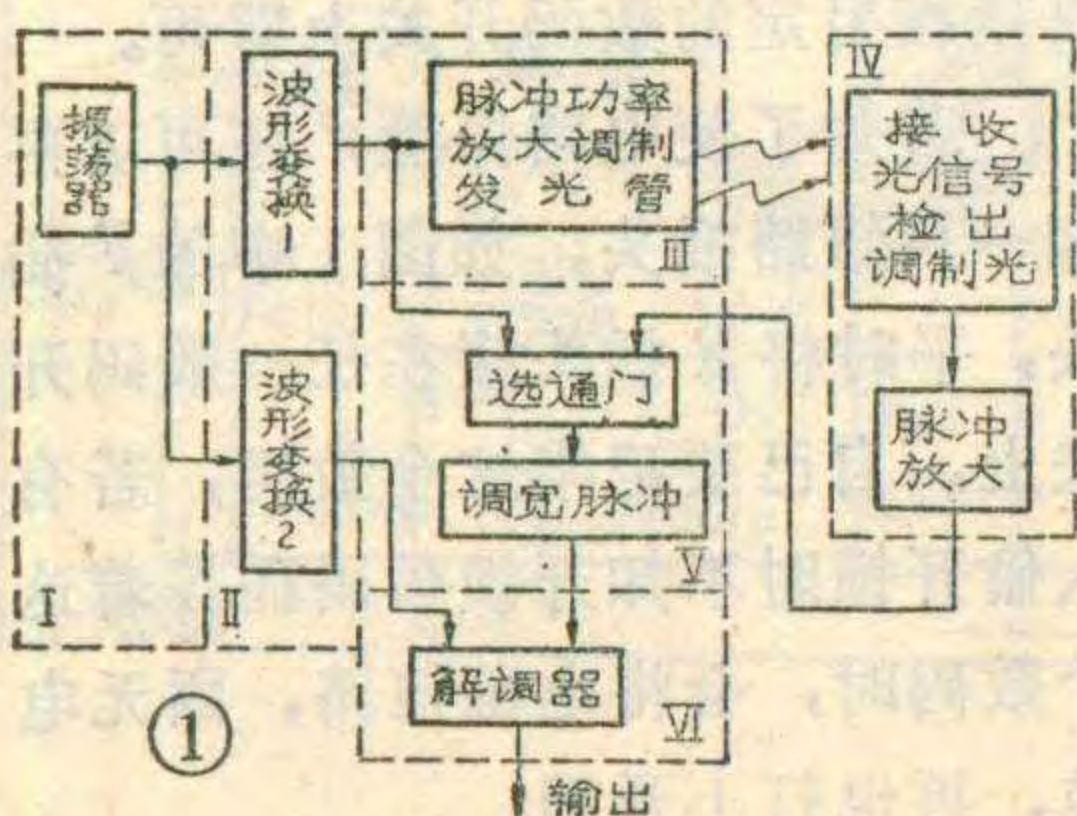 振荡器
波形变换1
波形变换2
脉冲功率
放大调制
发光管
III
选通门
调宽脉冲
V
解调器
VI
输出
IV
接收
光信号
检出
调制光
脉冲
放大
I
II
①